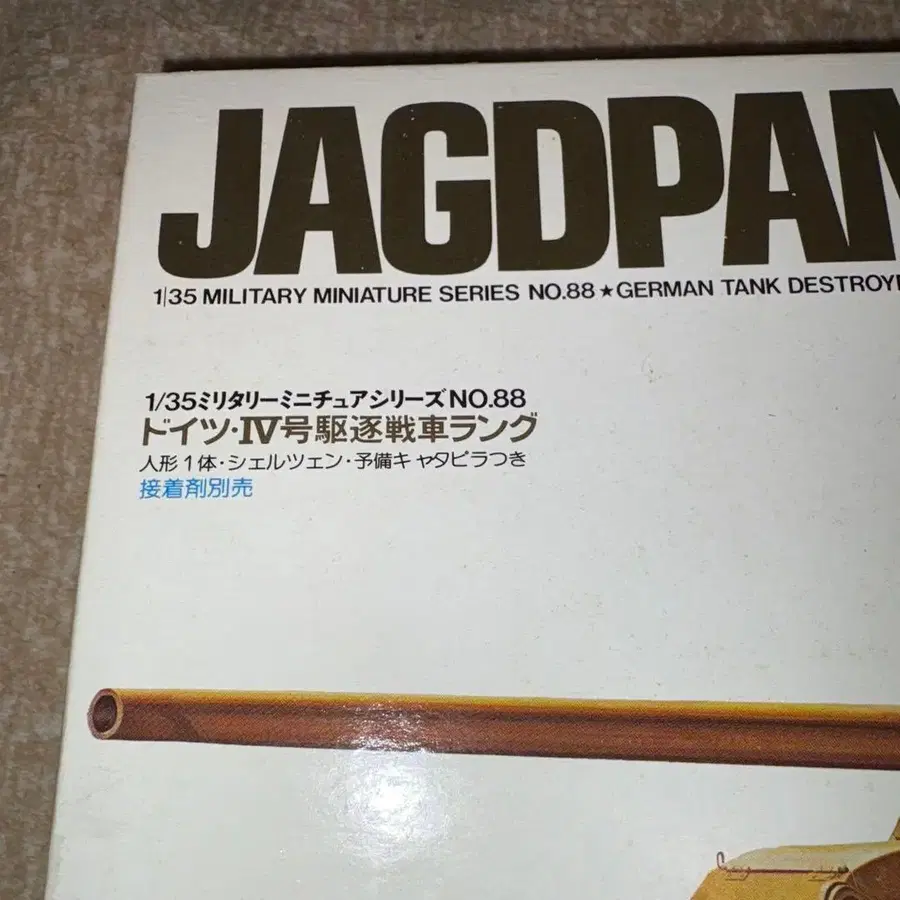 JAGDPAN
1/35 MILITARY MINIATURE SERIES NO.88 ★ GERMAN TANK DESTROYE
1/35ミリタリーミニチュアシリーズNO.88
ドイツ・Ⅳ号駆逐戦車ラング
人形1体・シェルツェン・予備キャタピラつき
接着剤別売